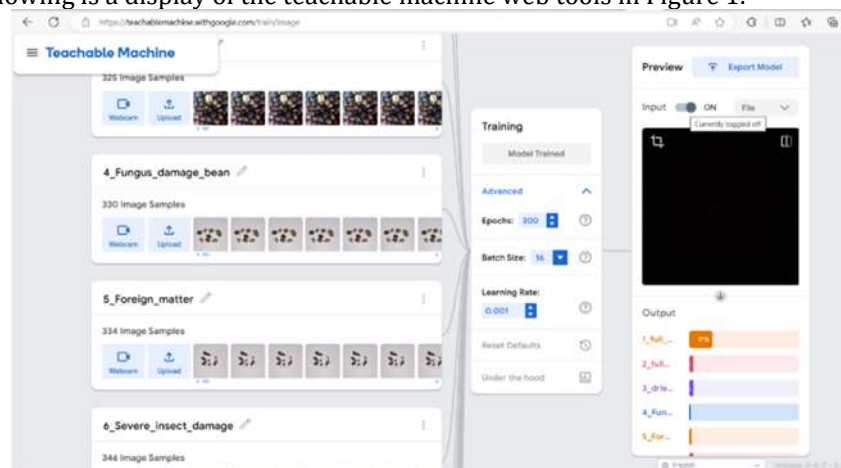 owing is a display of the teachable machine web tools in Figure 1.
https://teachablemachine.withgoogle.com/train/image
Teachable Machine
325 Image Samples
Webcam
Upload
4_Fungus_damage_bean
330 Image Samples
Webcam
Upload
5_Foreign_matter
334 Image Samples
Webcam
Upload
6_Severe_insect_damage
346 Image Samples
Training
Model Trained
Advanced
Epochs: 300
Batch Size: 16
Learning Rate:
0.001
Reset Defaults
Under the hood
Preview
Export Model
Input
ON
File
Currently toggled off
Output
1_full_...
2_full...
3_drie...
4_Fun...
5_For...
English